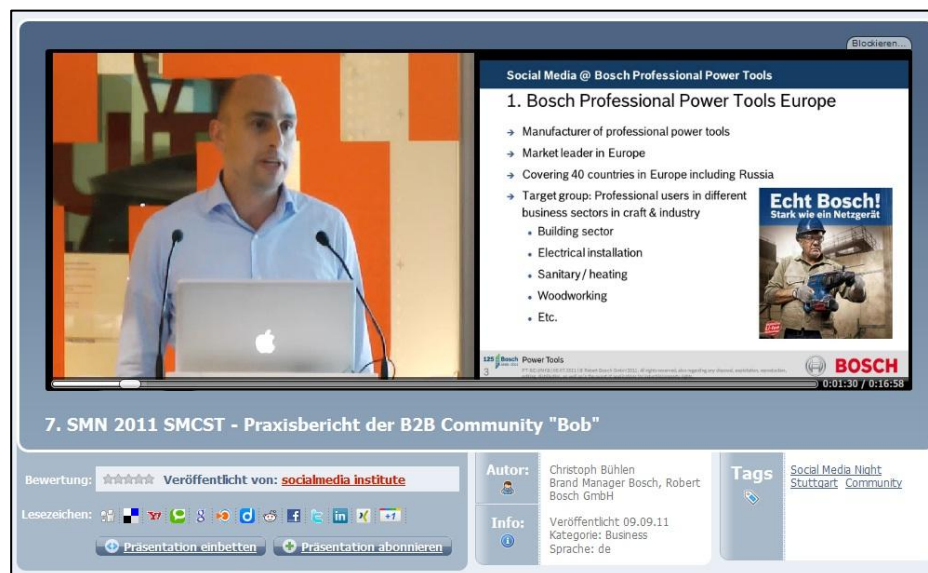 Blockieren...
Social Media @ Bosch Professional Power Tools
1. Bosch Professional Power Tools Europe
→ Manufacturer of professional power tools
→ Market leader in Europe
→ Covering 40 countries in Europe including Russia
→ Target group: Professional users in different
business sectors in craft & industry
• Building sector
• Electrical installation
• Sanitary / heating
• Woodworking
• Etc.
Echt Bosch!
Stark wie ein Netzgerät
125 Bosch
Power Tools
3
BOSCH
0:01:30 / 0:16:58
7. SMN 2011 SMCST - Praxisbericht der B2B Community "Bob"
Bewertung:
Veröffentlicht von: socialmedia institute
Lesezeichen:
+1
Präsentation einbetten
Präsentation abonnieren
Autor:
Christoph Bühlen
Brand Manager Bosch, Robert
Bosch GmbH
Info:
Veröffentlicht 09.09.11
Kategorie: Business
Sprache: de
Tags
Social Media Night
Stuttgart Community